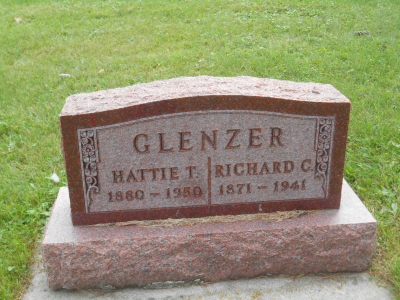 GLENZER
HATTIE T. RICHARD C.
1880 - 1950 1871 - 1941